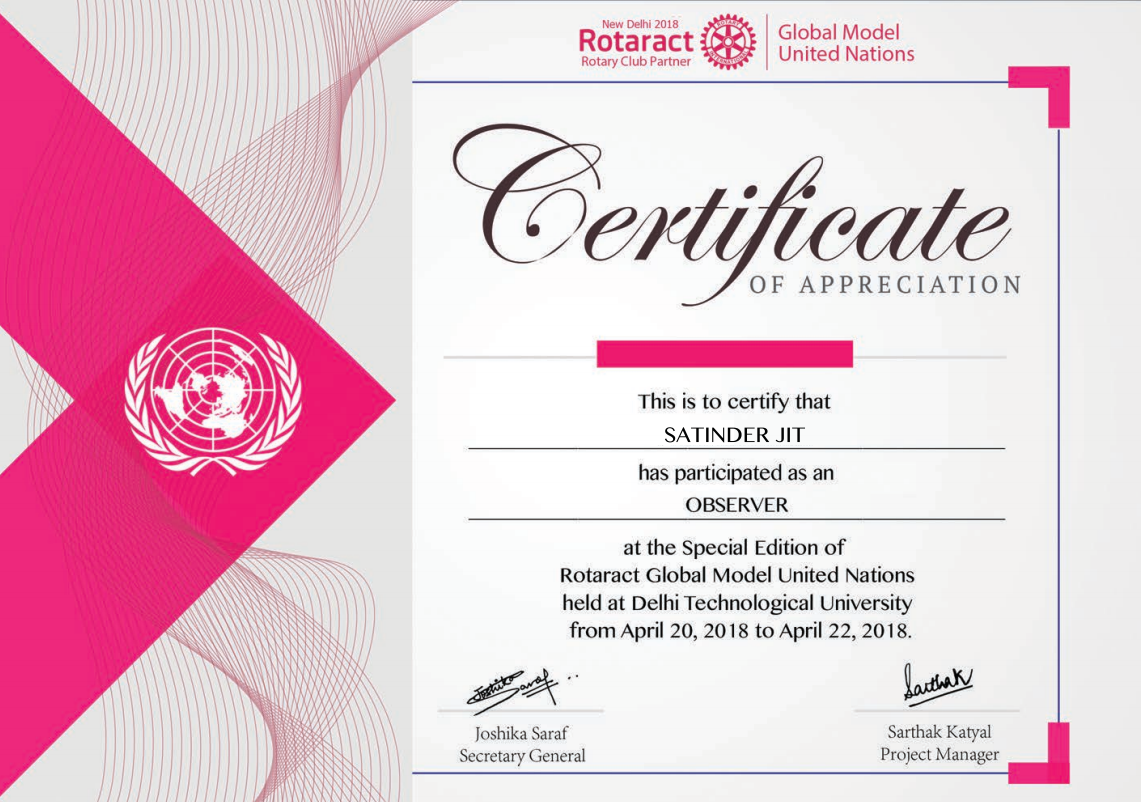 New Delhi 2018
Rotaract
Rotary Club Partner
ROTARY
INTERNATIONAL
Global Model
United Nations
Certificate
OF APPRECIATION
This is to certify that
SATINDER JIT
has participated as an
OBSERVER
at the Special Edition of
Rotaract Global Model United Nations
held at Delhi Technological University
from April 20, 2018 to April 22, 2018.
Joshika Saraf
Sarthak
Joshika Saraf
Secretary General
Sarthak Katyal
Project Manager